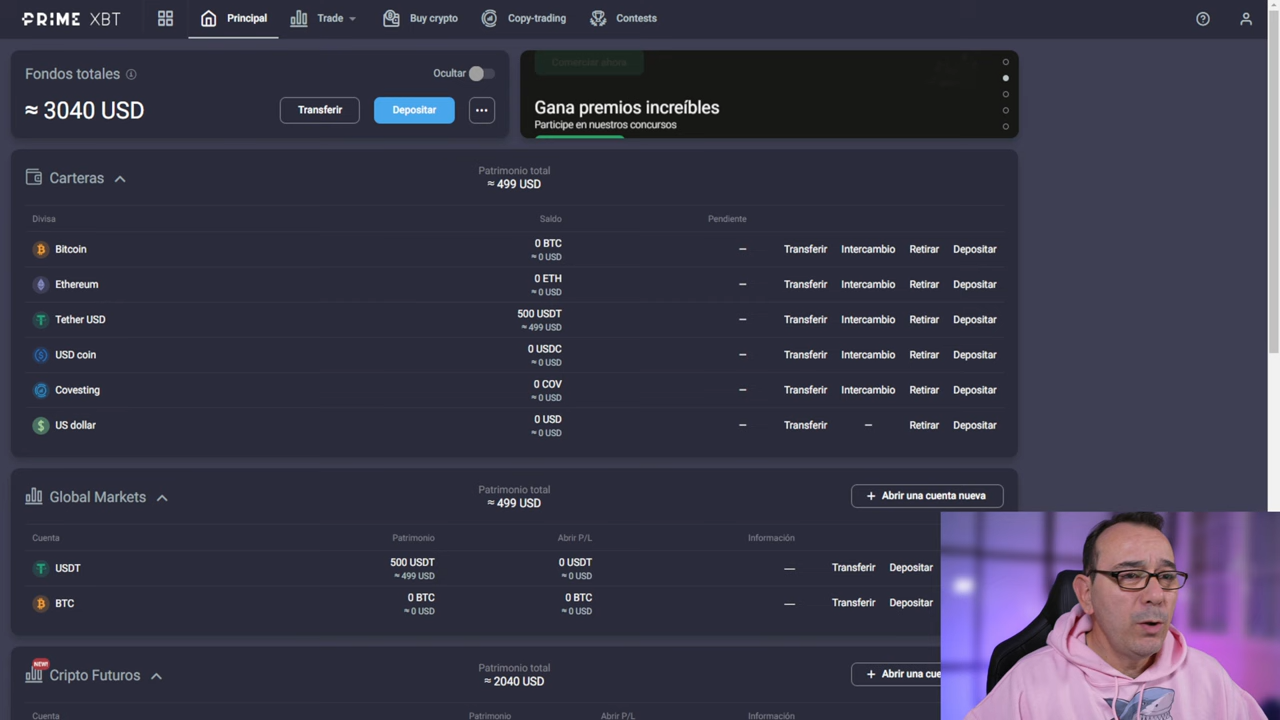 PRIME XBT
Principal
Trade
Buy crypto
Copy-trading
Contests
Fondos totales
Ocultar
≈ 3040 USD
Transferir
Depositar
...
Comenzar ahora
Gana premios increíbles
Participe en nuestros concursos
Carteras
Patrimonio total
≈ 499 USD
Divisa Saldo Pendiente
Bitcoin 0 BTC – Transferir Intercambio Retirar Depositar
≈ 0 USD
Ethereum 0 ETH – Transferir Intercambio Retirar Depositar
≈ 0 USD
Tether USD 500 USDT – Transferir Intercambio Retirar Depositar
≈ 499 USD
USD coin 0 USDC – Transferir Intercambio Retirar Depositar
≈ 0 USD
Covesting 0 COV – Transferir Intercambio Retirar Depositar
≈ 0 USD
US dollar 0 USD – Transferir – Retirar Depositar
≈ 0 USD
Global Markets
Patrimonio total
≈ 499 USD
+ Abrir una cuenta nueva
Cuenta Patrimonio Abrir P/L Información
USDT 500 USDT 0 USDT — Transferir Depositar
≈ 499 USD ≈ 0 USD
BTC 0 BTC 0 BTC — Transferir Depositar
≈ 0 USD ≈ 0 USD
NEW!
Cripto Futuros
Patrimonio total
≈ 2040 USD
+ Abrir una cue
Cuenta Patrimonio Abrir P/L